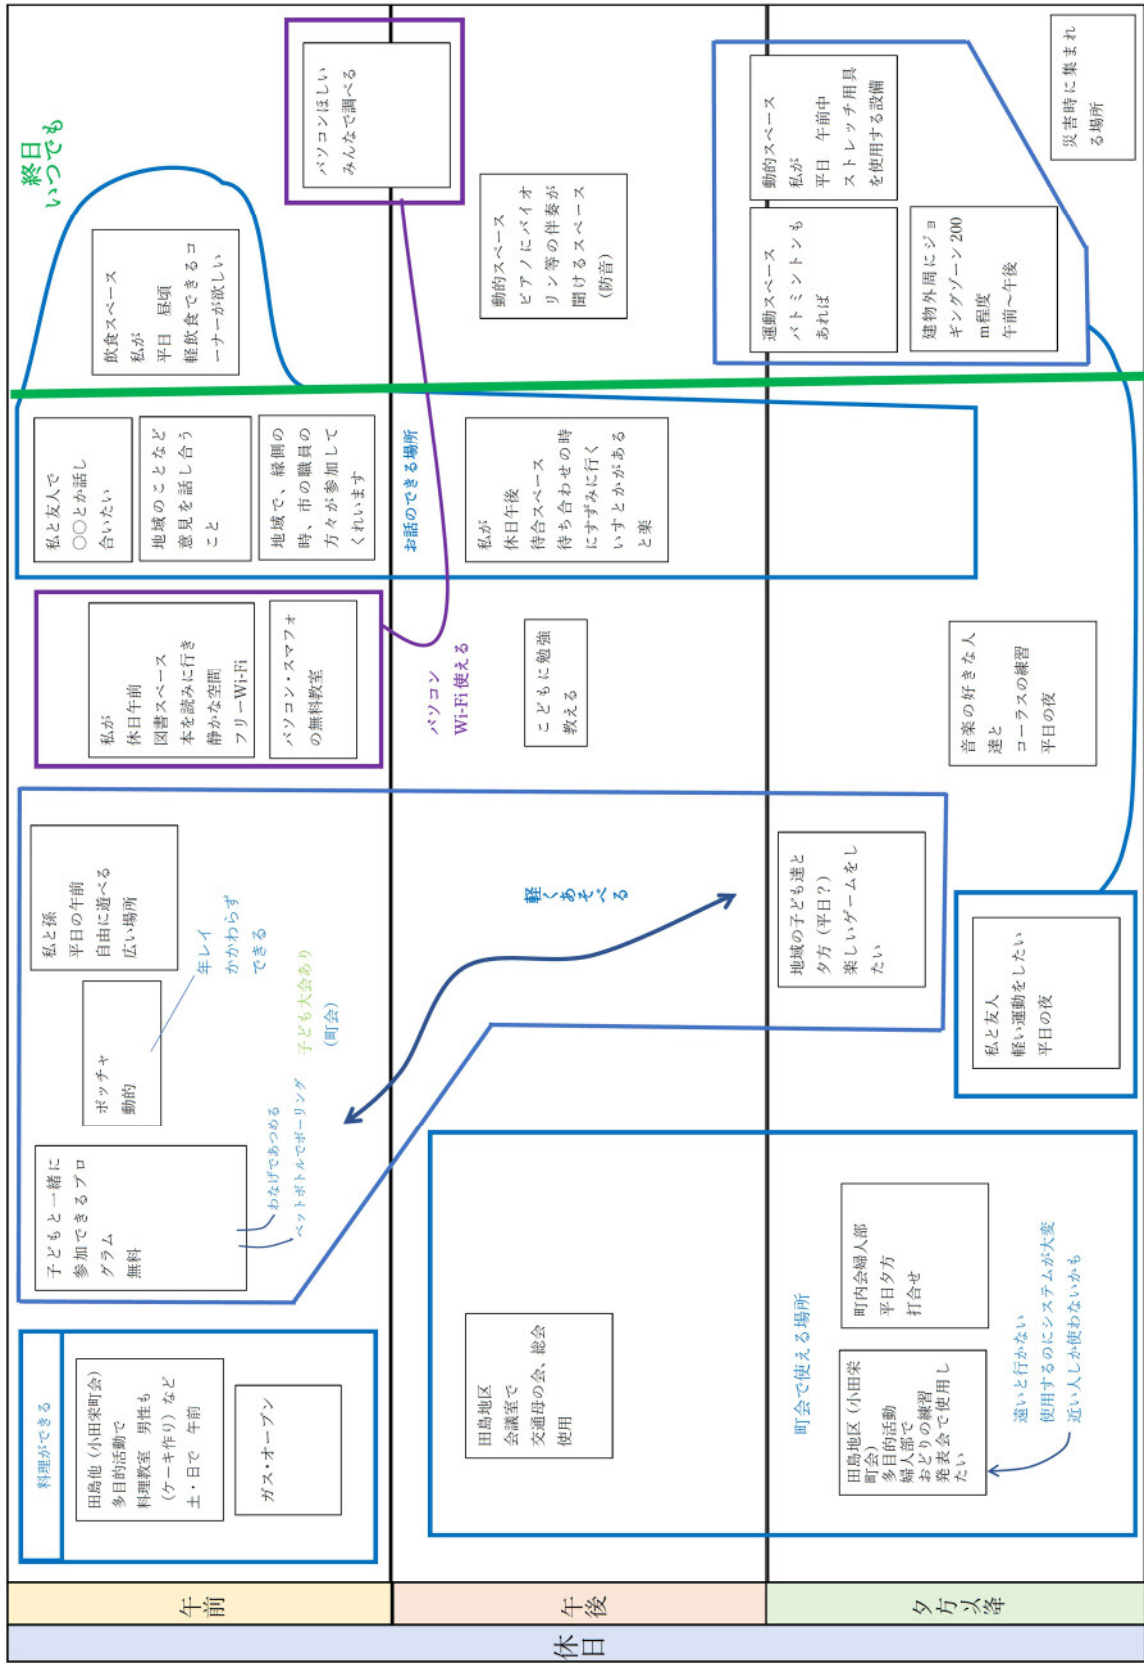 休日
午前
料理ができる
田島他（小田栄町会）
多目的活動で
料理教室　男性も
（ケーキ作り）など
土・日で　午前
ガス・オーブン
子どもと一緒に
参加できるプロ
グラム
無料
わなげであつめる
ペットボトルでボーリング
ボッチャ
動的
私と孫
平日の午前
自由に遊べる
広い場所
年レイ
かかわらず
できる
子ども大会あり
（町会）
私が
休日午前
図書スペース
本を読みに行き
静かな空間
フリーWi-Fi
パソコン・スマフォ
の無料教室
私と友人で
〇〇とか話し
合いたい
地域のことなど
意見を話し合う
こと
地域で、縁側の
時、市の職員の
方々が参加して
くれいます
飲食スペース
私が
平日　昼頃
軽飲食できるコ
ーナーが欲しい
終日
いつでも
パソコンほしい
みんなで調べる
午後
田島地区
会議室で
交通母の会、総会
使用
軽くあそべる
パソコン
Wi-Fi 使える
こどもに勉強
教える
お話のできる場所
私が
休日午後
待合スペース
待ち合わせの時
にすずみに行く
いすとかがある
と楽
動的スペース
ピアノにバイオ
リン等の伴奏が
聞けるスペース
（防音）
夕方以降
町会で使える場所
田島地区（小田栄
町会）
多目的活動
婦人部で
おどりの練習
発表会で使用し
たい
町内会婦人部
平日夕方
打合せ
遠いと行かない
使用するのにシステムが大変
近い人しか使わないかも
地域の子ども達と
夕方（平日？）
楽しいゲームをし
たい
私と友人
軽い運動をしたい
平日の夜
音楽の好きな人
達と
コーラスの練習
平日の夜
運動スペース
バトミントンも
あれば
動的スペース
私が
平日　午前中
ストレッチ用具
を使用する設備
建物外周にジョ
ギングゾーン200
m程度
午前～午後
災害時に集まれ
る場所